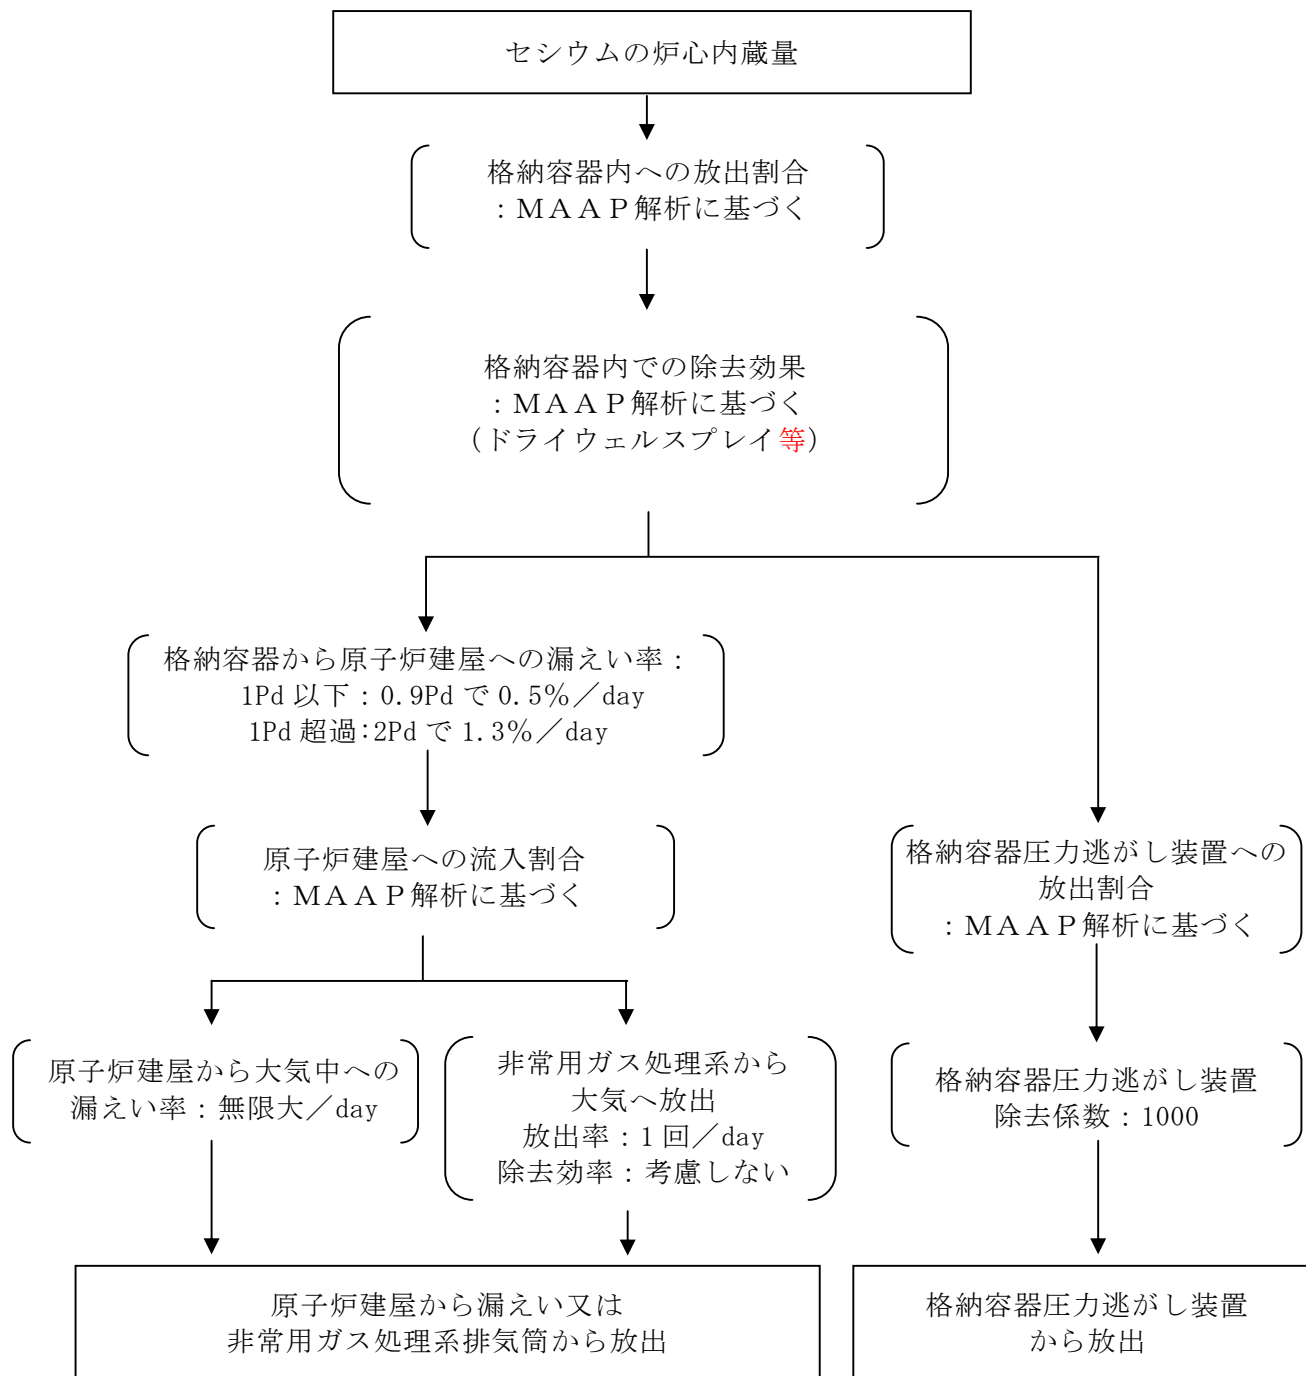 セシウムの炉心内蔵量
格納容器内への放出割合
：ＭＡＡＰ解析に基づく
格納容器内での除去効果
：ＭＡＡＰ解析に基づく
（ドライウェルスプレイ等）
格納容器から原子炉建屋への漏えい率：
1Pd 以下：0.9Pd で 0.5%／day
1Pd 超過：2Pd で 1.3%／day
原子炉建屋への流入割合
：ＭＡＡＰ解析に基づく
格納容器圧力逃がし装置への
放出割合
：ＭＡＡＰ解析に基づく
原子炉建屋から大気中への
漏えい率：無限大／day
非常用ガス処理系から
大気へ放出
放出率：1 回／day
除去効率：考慮しない
格納容器圧力逃がし装置
除去係数：1000
原子炉建屋から漏えい又は
非常用ガス処理系排気筒から放出
格納容器圧力逃がし装置
から放出